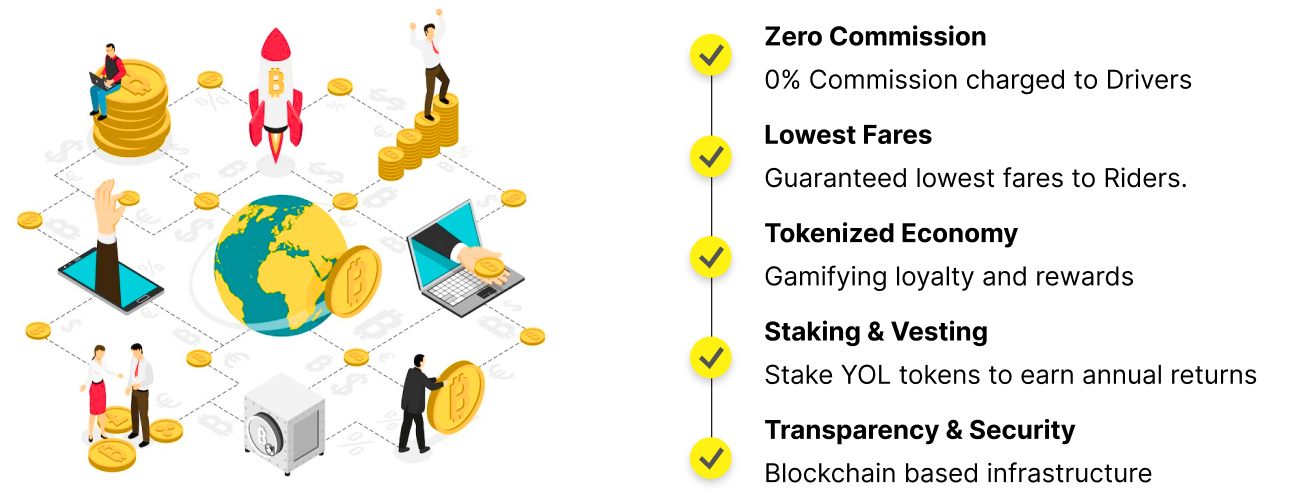 Zero Commission
0% Commission charged to Drivers
Lowest Fares
Guaranteed lowest fares to Riders.
Tokenized Economy
Gamifying loyalty and rewards
Staking & Vesting
Stake YOL tokens to earn annual returns
Transparency & Security
Blockchain based infrastructure